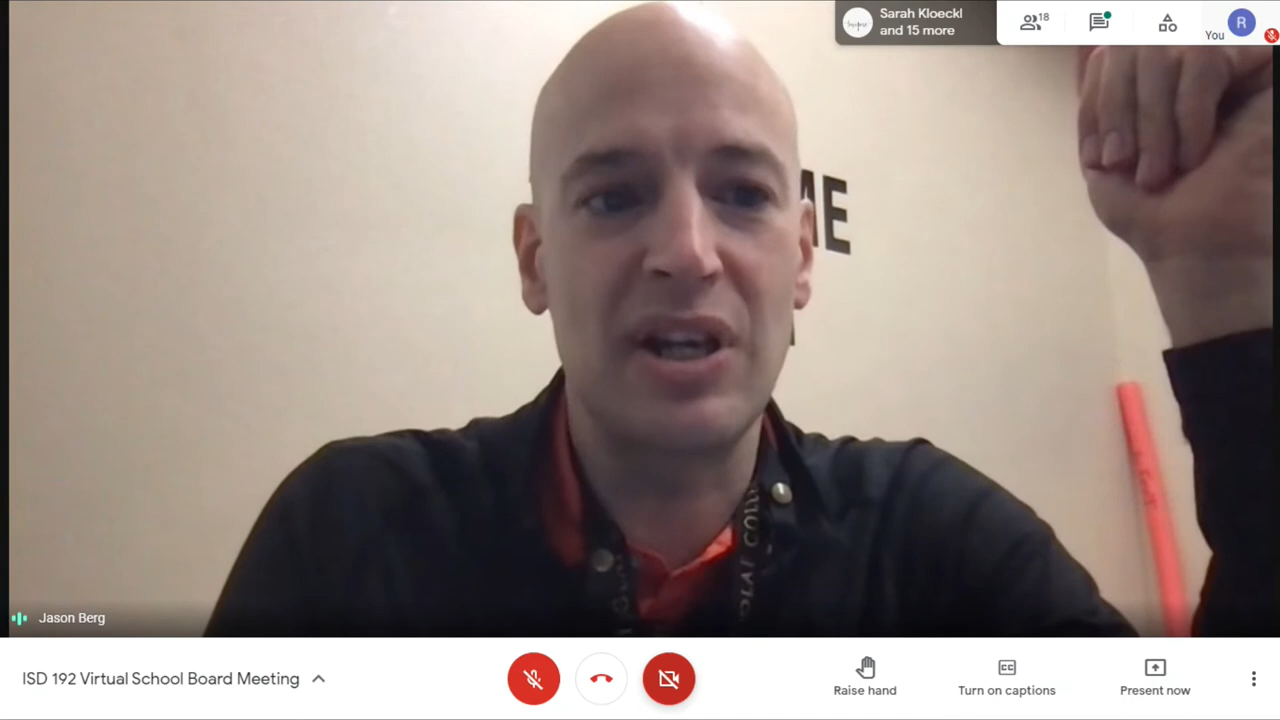 Sarah Kloeckl
and 15 more
18
You
R
ME
Jason Berg
ISD 192 Virtual School Board Meeting
Raise hand
Turn on captions
Present now